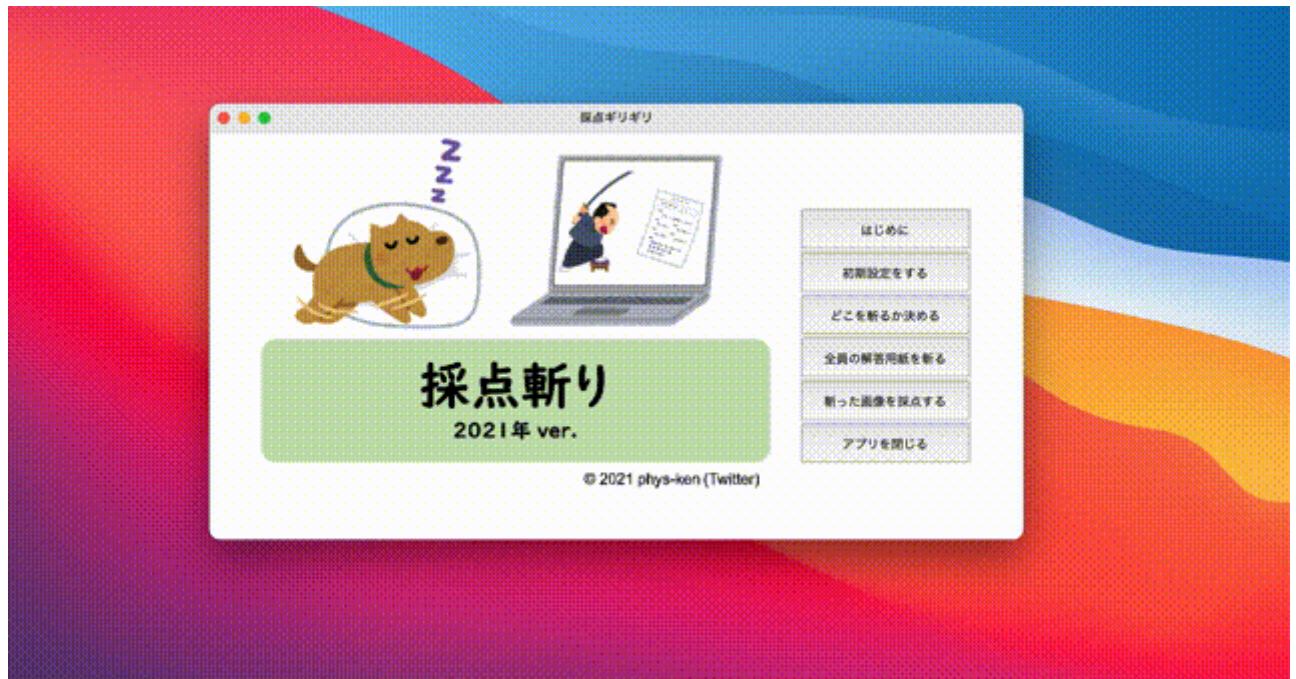 採点ギリギリ
z
z
z
採点斬り
2021年 ver.
© 2021 phys-ken (Twitter)
はじめに
初期設定をする
どこを斬るか決める
全員の解答用紙を斬る
斬った画像を採点する
アプリを閉じる